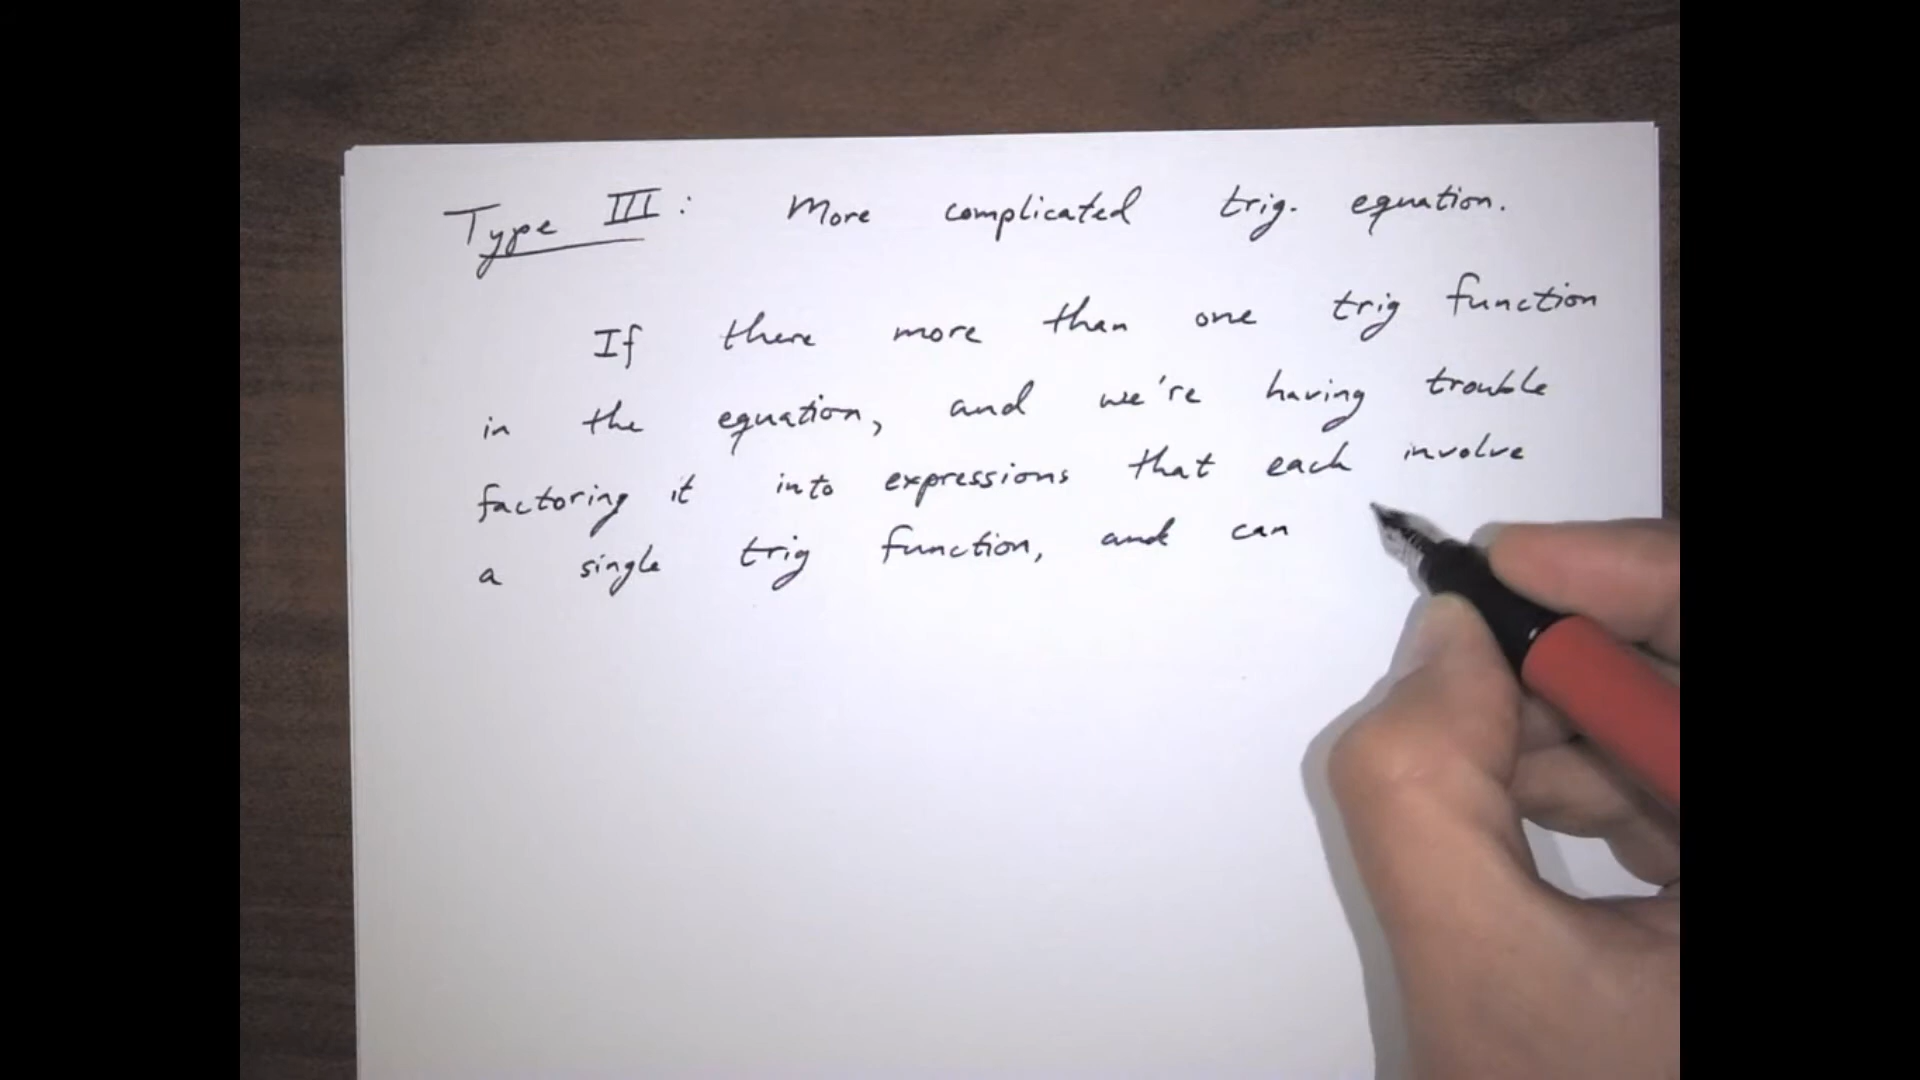 Type III: More complicated trig. equation.
If there more than one trig function
in the equation, and we're having trouble
factoring it into expressions that each involve
a single trig function, and can